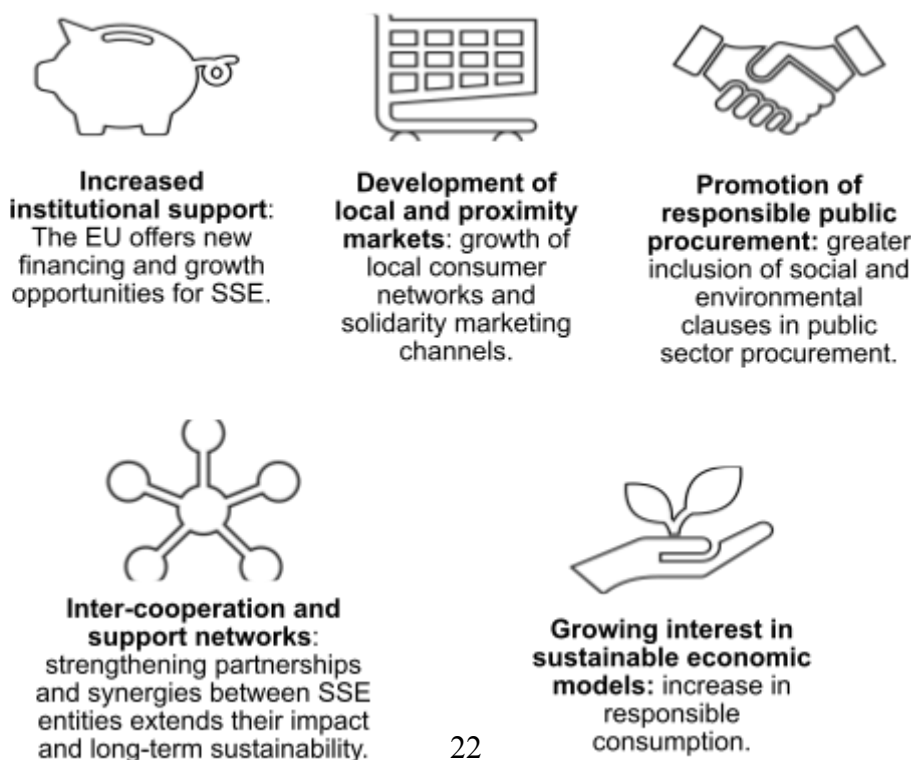 Increased
institutional support:
The EU offers new
financing and growth
opportunities for SSE.
Development of
local and proximity
markets: growth of
local consumer
networks and
solidarity marketing
channels.
Promotion of
responsible public
procurement: greater
inclusion of social and
environmental
clauses in public
sector procurement.
Inter-cooperation and
support networks:
strengthening partnerships
and synergies between SSE
entities extends their impact
and long-term sustainability.
Growing interest in
sustainable economic
models: increase in
responsible
consumption.
22